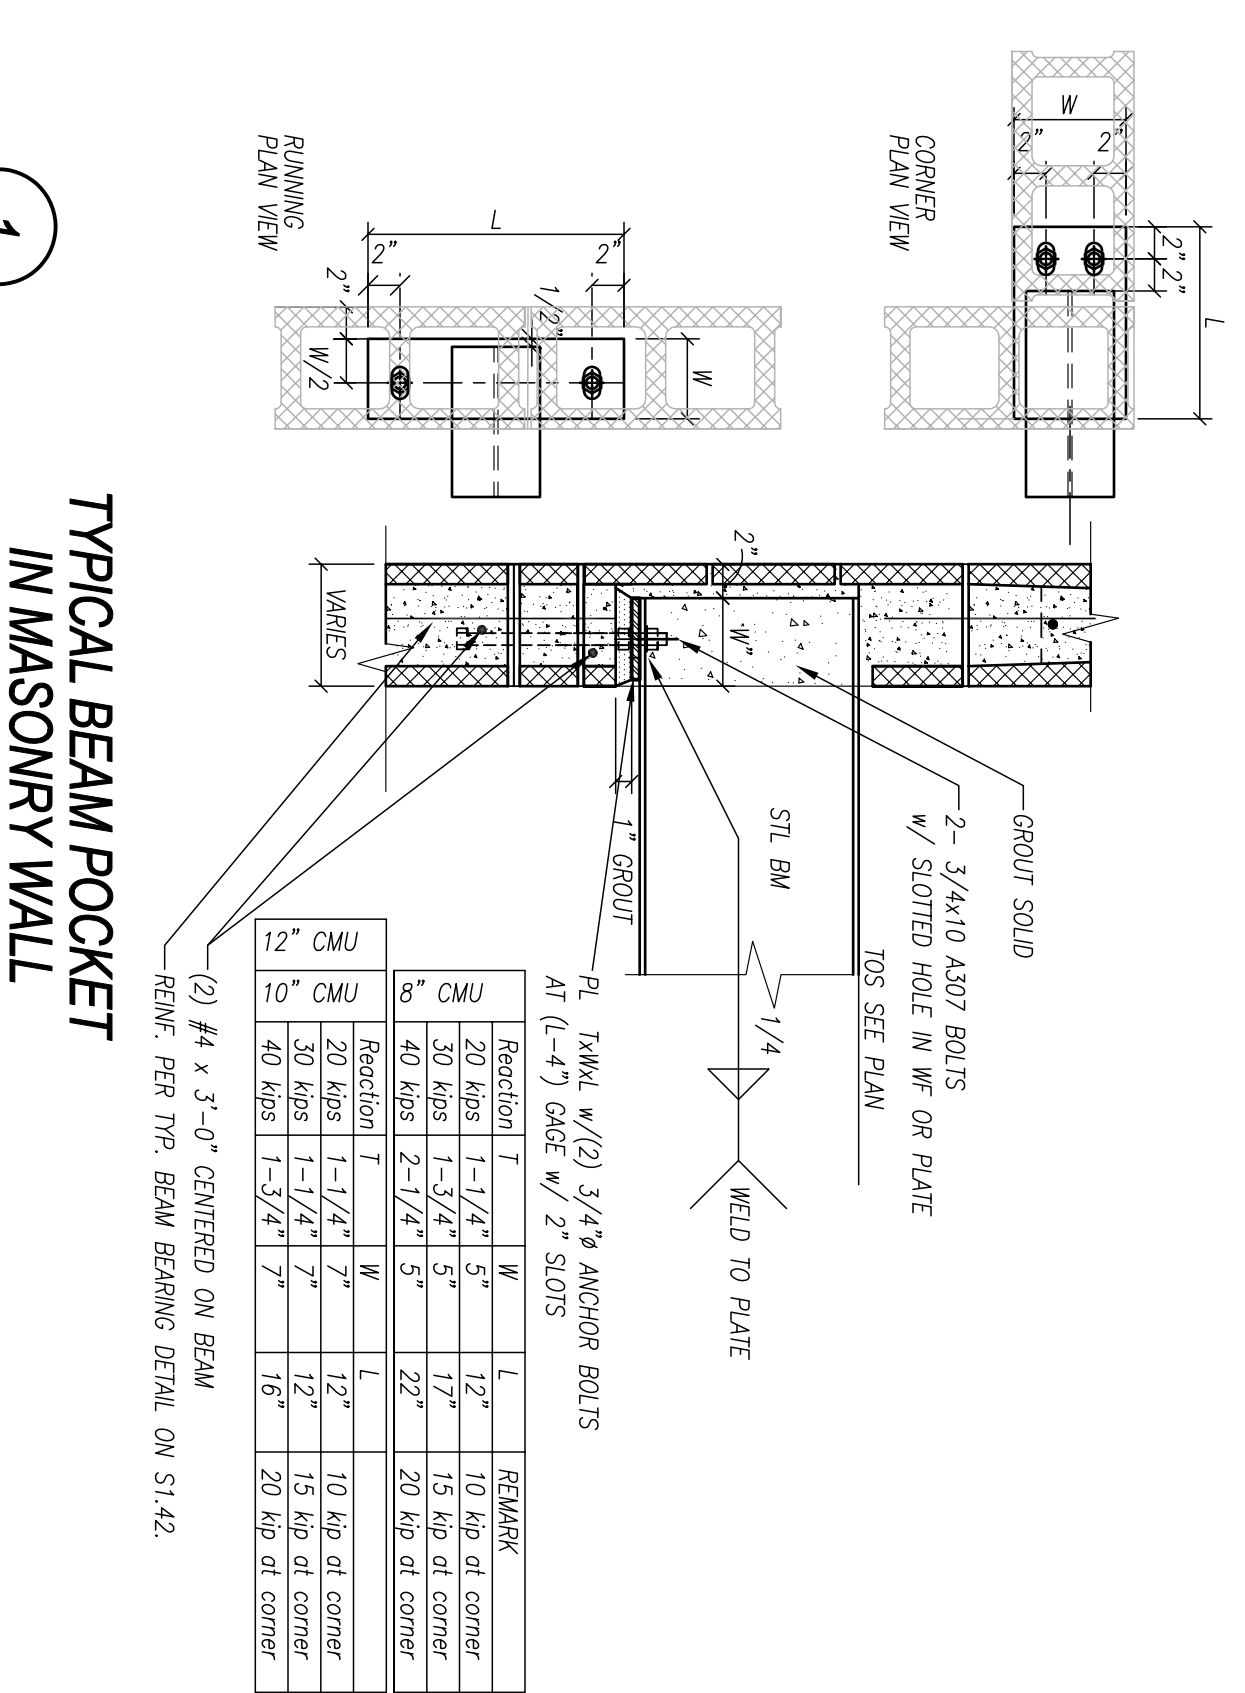 CORNER
PLAN VIEW
W
2"
2"
2"
2"
L
RUNNING
PLAN VIEW
L
2"
2"
2"
1/2"
W/2
W
VARIES
2"
W"
GROUT SOLID
2- 3/4x10 A307 BOLTS
w/ SLOTTED HOLE IN WF OR PLATE
TOS SEE PLAN
STL BM
1/4
WELD TO PLATE
1" GROUT
PL TxWxL w/(2) 3/4"ø ANCHOR BOLTS
AT (L-4") GAGE w/ 2" SLOTS
Reaction T W L REMARK
8" CMU 20 kips 1-1/4" 5" 12" 10 kip at corner
30 kips 1-3/4" 5" 17" 15 kip at corner
40 kips 2-1/4" 5" 22" 20 kip at corner
12" CMU 10" CMU Reaction T W L
20 kips 1-1/4" 7" 12" 10 kip at corner
30 kips 1-1/4" 7" 12" 15 kip at corner
40 kips 1-3/4" 7" 16" 20 kip at corner
(2) #4 x 3'-0" CENTERED ON BEAM
REINF. PER TYP. BEAM BEARING DETAIL ON S1.42.
1
TYPICAL BEAM POCKET
IN MASONRY WALL